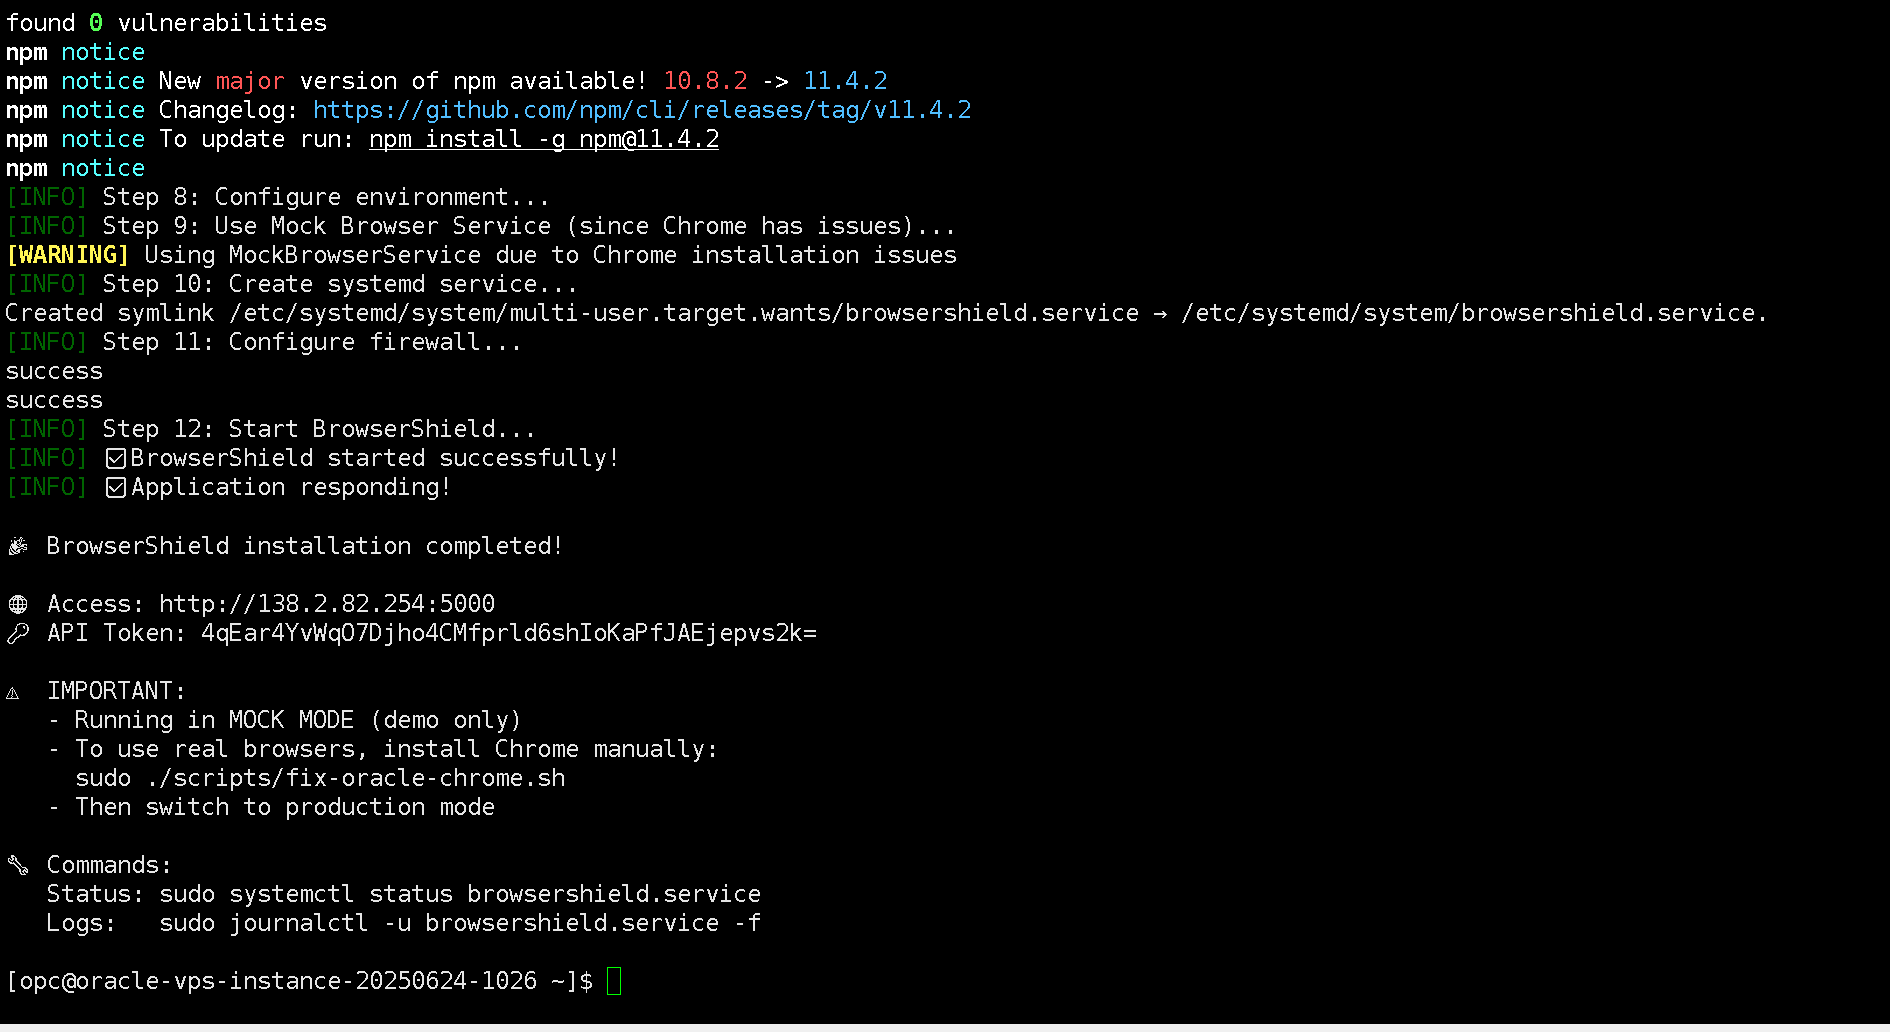 found 0 vulnerabilities
npm notice
npm notice New major version of npm available! 10.8.2 -> 11.4.2
npm notice Changelog: https://github.com/npm/cli/releases/tag/v11.4.2
npm notice To update run: npm install -g npm@11.4.2
npm notice
[INFO] Step 8: Configure environment...
[INFO] Step 9: Use Mock Browser Service (since Chrome has issues)...
[WARNING] Using MockBrowserService due to Chrome installation issues
[INFO] Step 10: Create systemd service...
Created symlink /etc/systemd/system/multi-user.target.wants/browsershield.service → /etc/systemd/system/browsershield.service.
[INFO] Step 11: Configure firewall...
success
success
[INFO] Step 12: Start BrowserShield...
[INFO] ☑BrowserShield started successfully!
[INFO] ☑Application responding!
🎉 BrowserShield installation completed!
🌐 Access: http://138.2.82.254:5000
🔑 API Token: 4qEar4YvWqO7Djho4CMfprld6shIoKaPfJAEjepvs2k=
⚠ IMPORTANT:
- Running in MOCK MODE (demo only)
- To use real browsers, install Chrome manually:
sudo ./scripts/fix-oracle-chrome.sh
- Then switch to production mode
🔧 Commands:
Status: sudo systemctl status browsershield.service
Logs: sudo journalctl -u browsershield.service -f
[opc@oracle-vps-instance-20250624-1026 ~]$